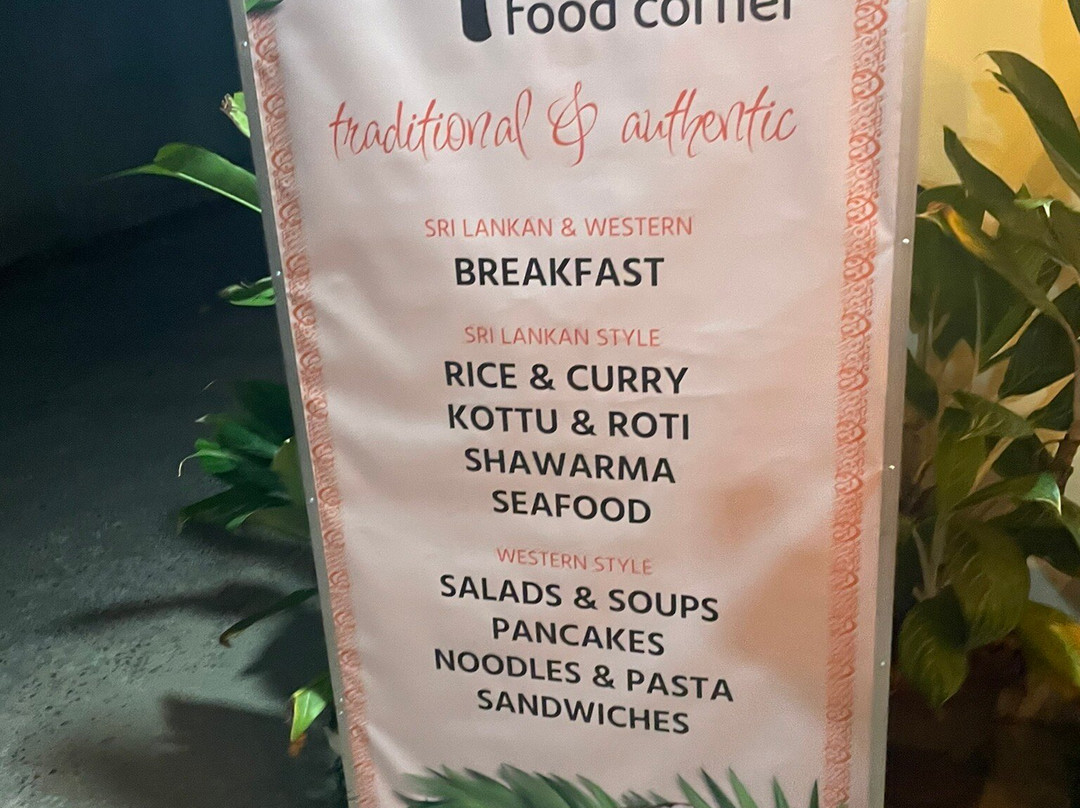 Food corner
traditional & authentic
SRI LANKAN & WESTERN
BREAKFAST
SRI LANKAN STYLE
RICE & CURRY
KOTTU & ROTI
SHAWARMA
SEAFOOD
WESTERN STYLE
SALADS & SOUPS
PANCAKES
NOODLES & PASTA
SANDWICHES